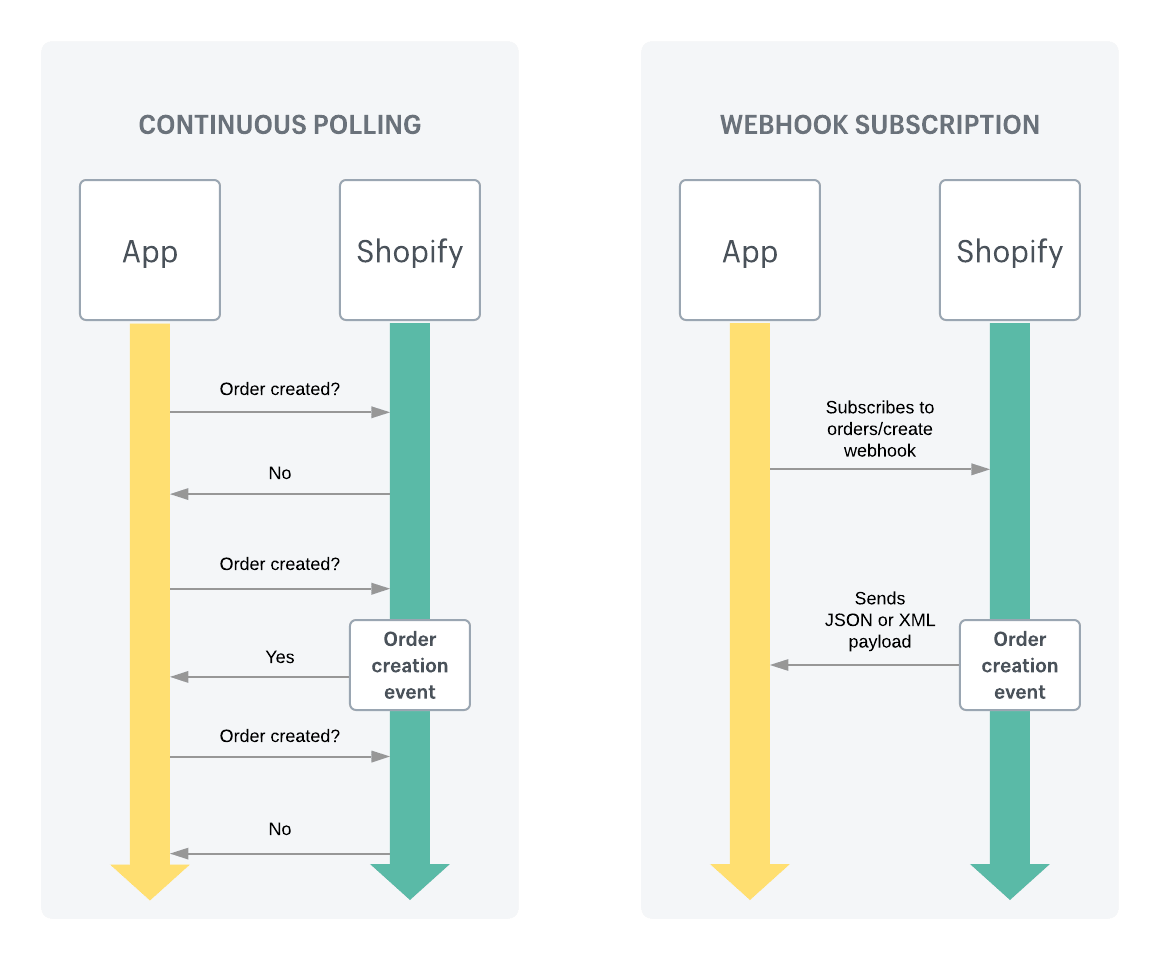 CONTINUOUS POLLING
App
Shopify
Order created?
No
Order created?
Order
creation
event
Yes
Order created?
No
WEBHOOK SUBSCRIPTION
App
Shopify
Subscribes to
orders/create
webhook
Sends
JSON or XML
payload
Order
creation
event